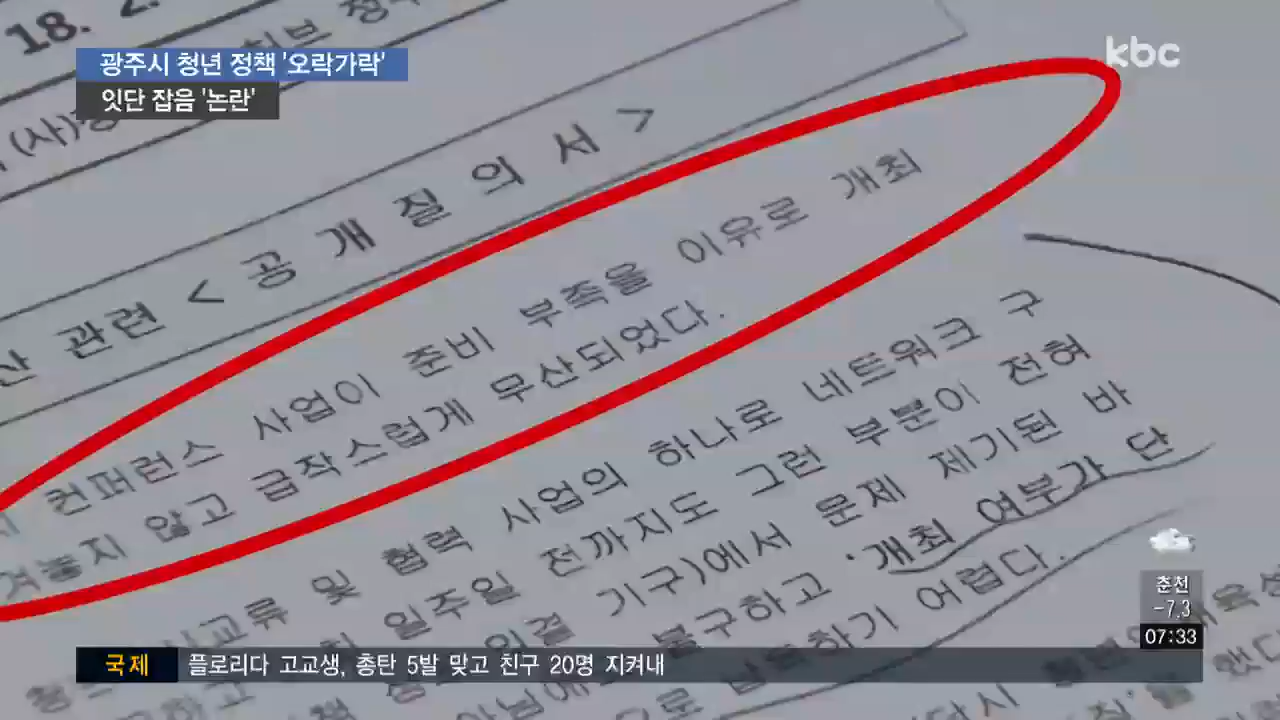 18. 2.
kbc
광주시 청년 정책 '오락가락'
잇단 잡음 '논란'
(사)
관련 < 공 개 질 의 서 >
컨퍼런스 사업이 준비 부족을 이유로 개최
겨놓지 않고 급작스럽게 무산되었다.
및 협력 사업의 하나로 네트워크 구
일주일 전까지도 그런 부분이 전혀
기구)에서 문제 제기된 바
불구하고 '개최 여부가 단
하기 어렵다.
춘천
-7.3
07:33
국제 플로리다 고교생, 총탄 5발 맞고 친구 20명 지켜내